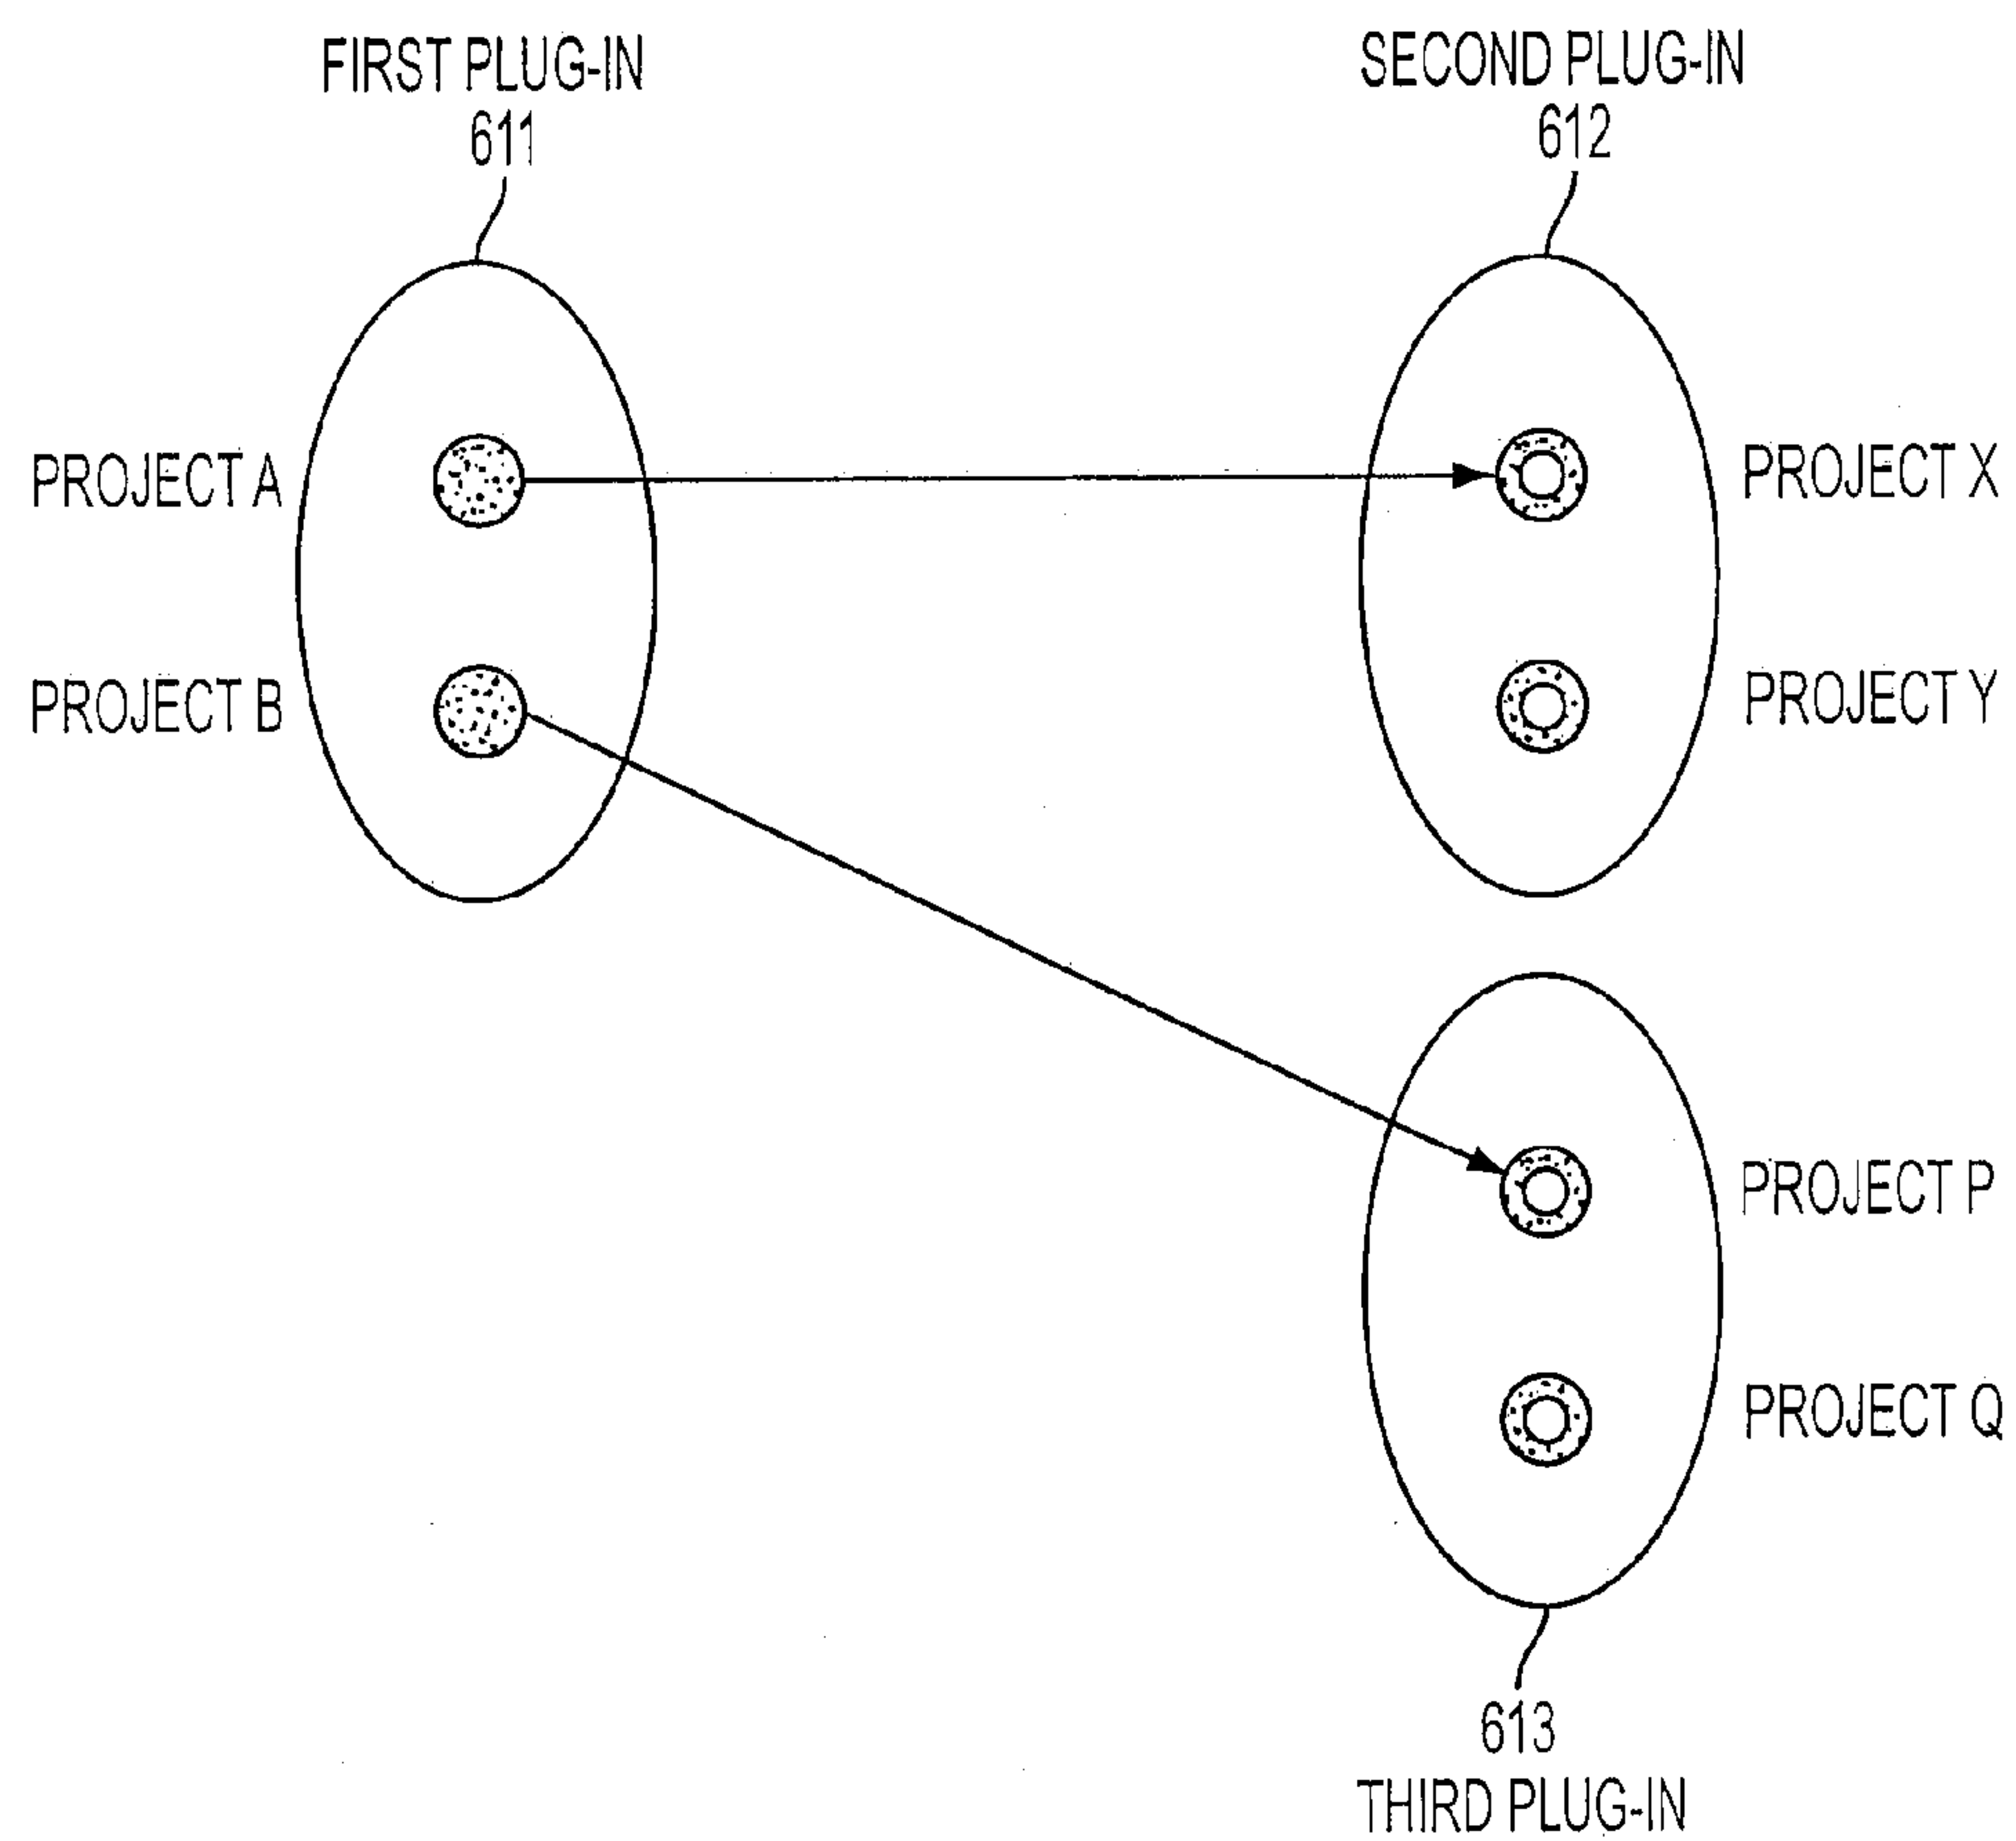 FIRST PLUG-IN
611
SECOND PLUG-IN
612
PROJECT A
PROJECT X
PROJECT B
PROJECT Y
PROJECT P
PROJECT Q
613
THIRD PLUG-IN